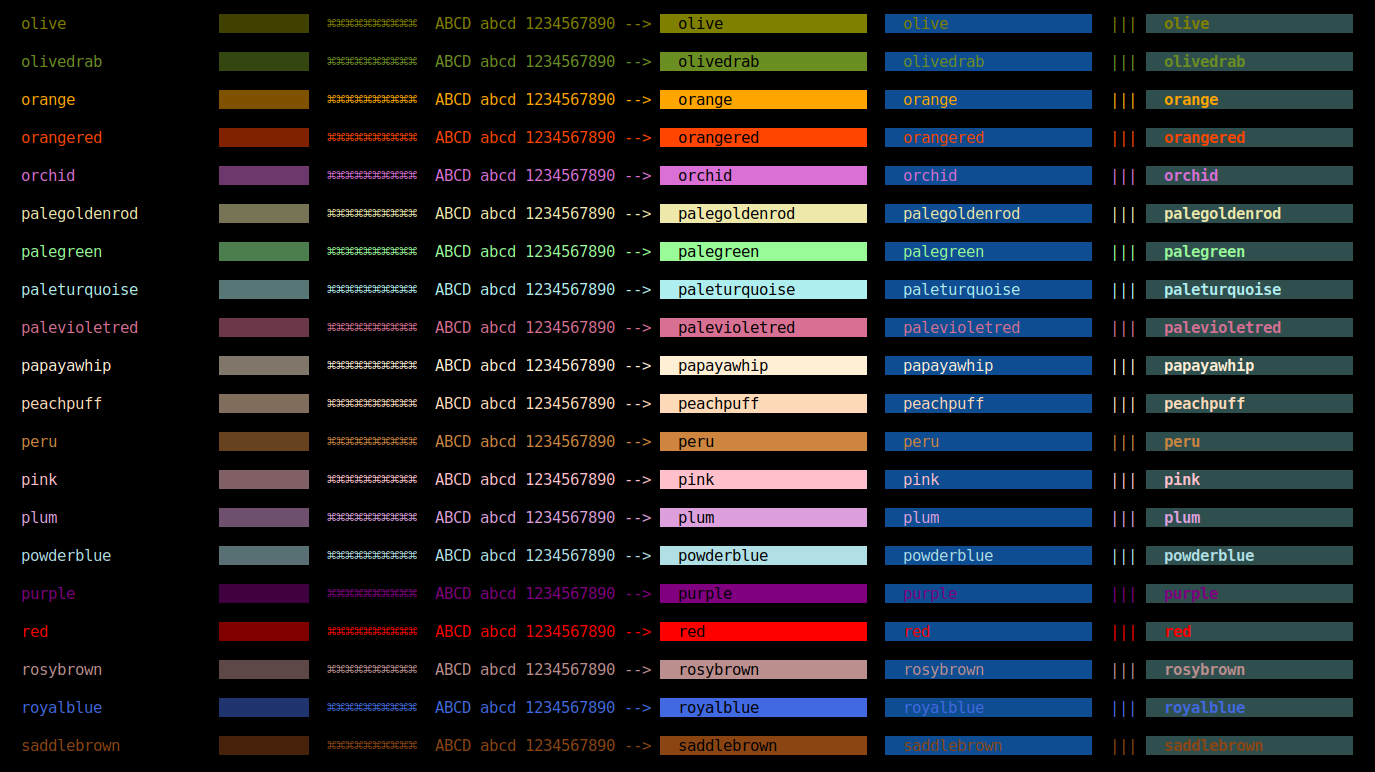 olive ⌘⌘⌘⌘⌘⌘⌘⌘⌘⌘ ABCD abcd 1234567890 --> olive olive ||| olive
olivedrab ⌘⌘⌘⌘⌘⌘⌘⌘⌘⌘ ABCD abcd 1234567890 --> olivedrab olivedrab ||| olivedrab
orange ⌘⌘⌘⌘⌘⌘⌘⌘⌘⌘ ABCD abcd 1234567890 --> orange orange ||| orange
orangered ⌘⌘⌘⌘⌘⌘⌘⌘⌘⌘ ABCD abcd 1234567890 --> orangered orangered ||| orangered
orchid ⌘⌘⌘⌘⌘⌘⌘⌘⌘⌘ ABCD abcd 1234567890 --> orchid orchid ||| orchid
palegoldenrod ⌘⌘⌘⌘⌘⌘⌘⌘⌘⌘ ABCD abcd 1234567890 --> palegoldenrod palegoldenrod ||| palegoldenrod
palegreen ⌘⌘⌘⌘⌘⌘⌘⌘⌘⌘ ABCD abcd 1234567890 --> palegreen palegreen ||| palegreen
paleturquoise ⌘⌘⌘⌘⌘⌘⌘⌘⌘⌘ ABCD abcd 1234567890 --> paleturquoise paleturquoise ||| paleturquoise
palevioletred ⌘⌘⌘⌘⌘⌘⌘⌘⌘⌘ ABCD abcd 1234567890 --> palevioletred palevioletred ||| palevioletred
papayawhip ⌘⌘⌘⌘⌘⌘⌘⌘⌘⌘ ABCD abcd 1234567890 --> papayawhip papayawhip ||| papayawhip
peachpuff ⌘⌘⌘⌘⌘⌘⌘⌘⌘⌘ ABCD abcd 1234567890 --> peachpuff peachpuff ||| peachpuff
peru ⌘⌘⌘⌘⌘⌘⌘⌘⌘⌘ ABCD abcd 1234567890 --> peru peru ||| peru
pink ⌘⌘⌘⌘⌘⌘⌘⌘⌘⌘ ABCD abcd 1234567890 --> pink pink ||| pink
plum ⌘⌘⌘⌘⌘⌘⌘⌘⌘⌘ ABCD abcd 1234567890 --> plum plum ||| plum
powderblue ⌘⌘⌘⌘⌘⌘⌘⌘⌘⌘ ABCD abcd 1234567890 --> powderblue powderblue ||| powderblue
purple ⌘⌘⌘⌘⌘⌘⌘⌘⌘⌘ ABCD abcd 1234567890 --> purple purple ||| purple
red ⌘⌘⌘⌘⌘⌘⌘⌘⌘⌘ ABCD abcd 1234567890 --> red red ||| red
rosybrown ⌘⌘⌘⌘⌘⌘⌘⌘⌘⌘ ABCD abcd 1234567890 --> rosybrown rosybrown ||| rosybrown
royalblue ⌘⌘⌘⌘⌘⌘⌘⌘⌘⌘ ABCD abcd 1234567890 --> royalblue royalblue ||| royalblue
saddlebrown ⌘⌘⌘⌘⌘⌘⌘⌘⌘⌘ ABCD abcd 1234567890 --> saddlebrown saddlebrown ||| saddlebrown